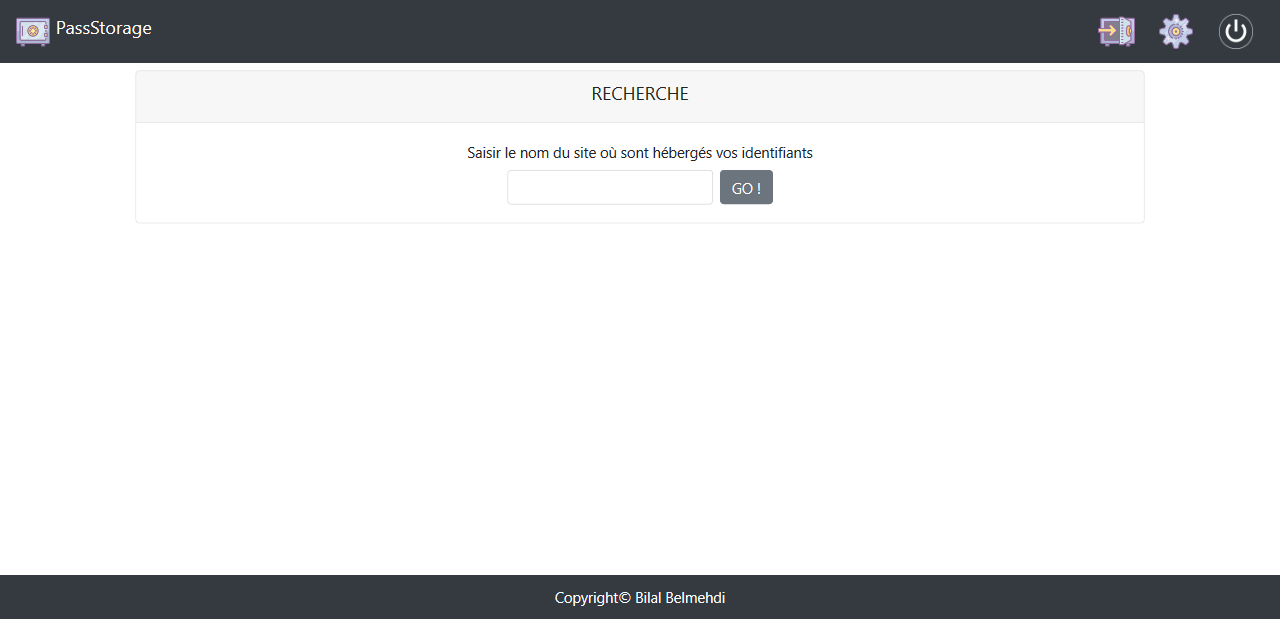 PassStorage
RECHERCHE
Saisir le nom du site où sont hébergés vos identifiants
GO !
Copyright© Bilal Belmehdi